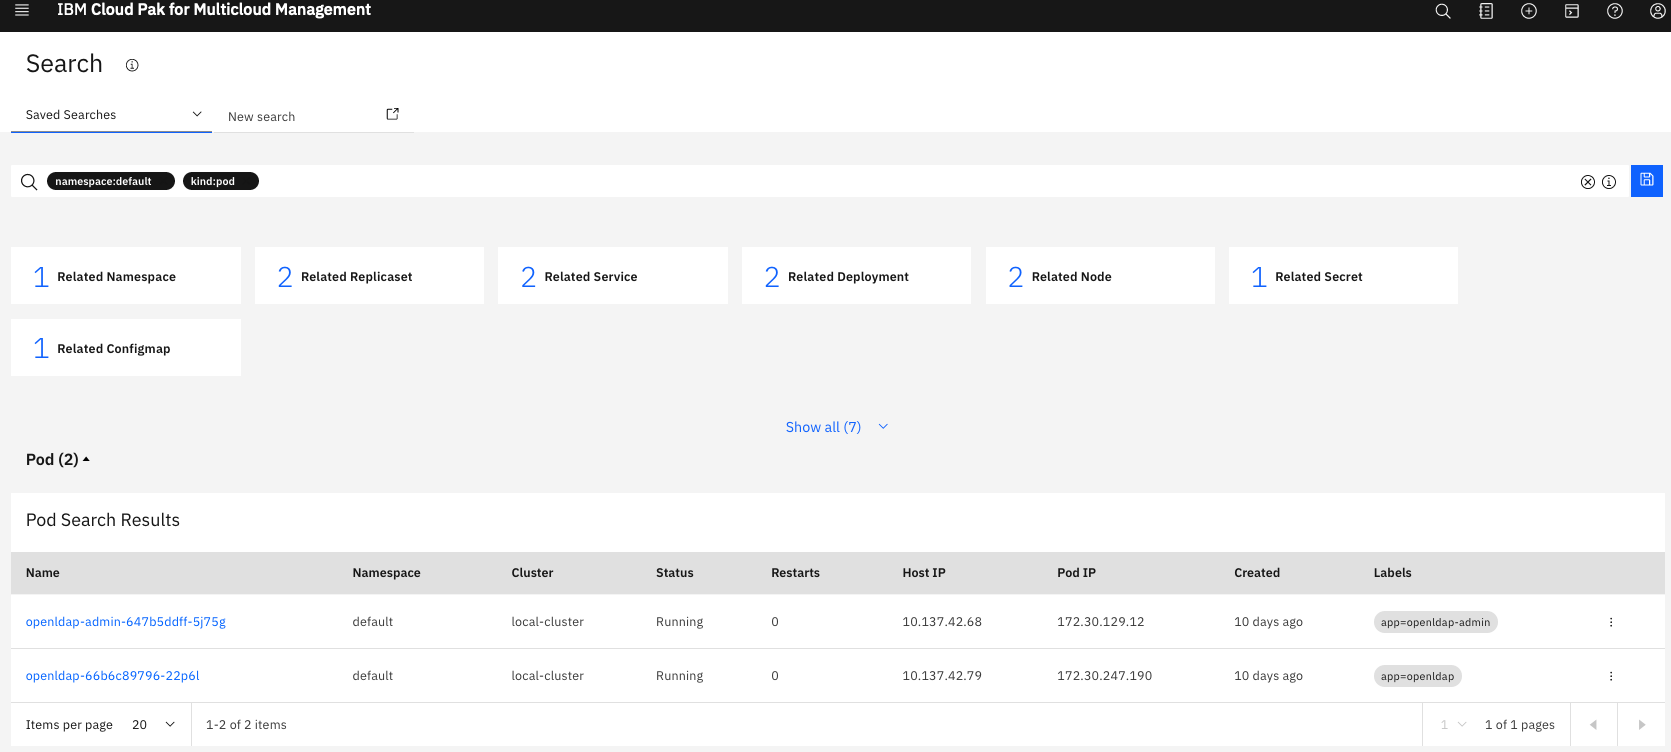 IBM Cloud Pak for Multicloud Management
Search
Saved Searches
New search
namespace:default kind:pod
1 Related Namespace
2 Related Replicaset
2 Related Service
2 Related Deployment
2 Related Node
1 Related Secret
1 Related Configmap
Show all (7)
Pod (2)
Pod Search Results
Name Namespace Cluster Status Restarts Host IP Pod IP Created Labels
openldap-admin-647b5ddff-5j75g default local-cluster Running 0 10.137.42.68 172.30.129.12 10 days ago app=openldap-admin
openldap-66b6c89796-22p6l default local-cluster Running 0 10.137.42.79 172.30.247.190 10 days ago app=openldap
Items per page 20 1-2 of 2 items 1 1 of 1 pages